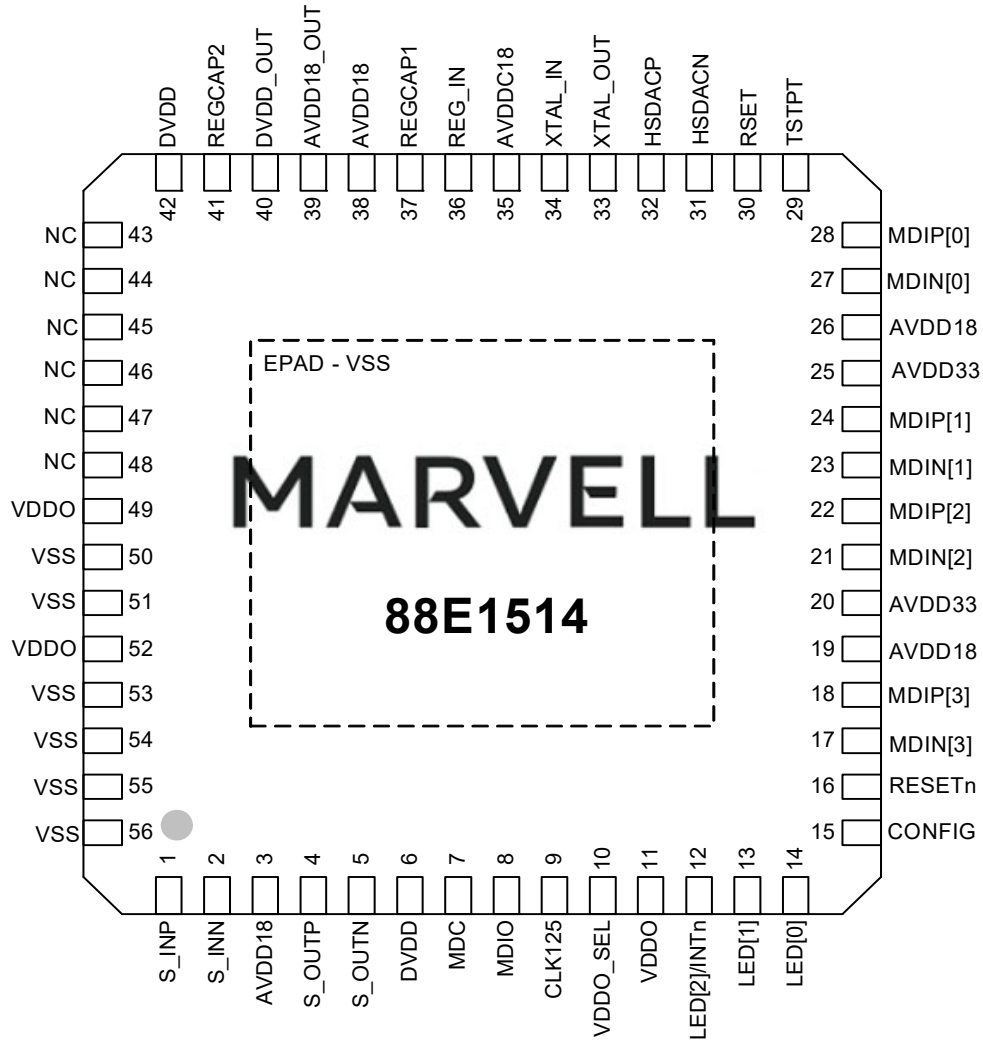 DVDD
REGCAP2
DVDD_OUT
AVDD18_OUT
AVDD18
REGCAP1
REG_IN
AVDDC18
XTAL_IN
XTAL_OUT
HSDACP
HSDACN
RSET
TSTPT
42
41
40
39
38
37
36
35
34
33
32
31
30
29
NC 43
NC 44
NC 45
NC 46
NC 47
NC 48
VDDO 49
VSS 50
VSS 51
VDDO 52
VSS 53
VSS 54
VSS 55
VSS 56
EPAD - VSS
MARVELL
88E1514
28 MDIP[0]
27 MDIN[0]
26 AVDD18
25 AVDD33
24 MDIP[1]
23 MDIN[1]
22 MDIP[2]
21 MDIN[2]
20 AVDD33
19 AVDD18
18 MDIP[3]
17 MDIN[3]
16 RESETn
15 CONFIG
1
2
3
4
5
6
7
8
9
10
11
12
13
14
S_INP
S_INN
AVDD18
S_OUTP
S_OUTN
DVDD
MDC
MDIO
CLK125
VDDO_SEL
VDDO
LED[2]/INTn
LED[1]
LED[0]